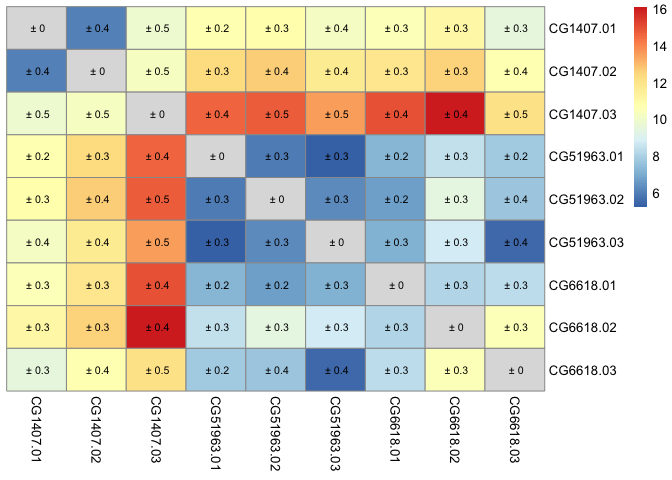 ± 0 ± 0.4 ± 0.5 ± 0.2 ± 0.3 ± 0.4 ± 0.3 ± 0.3 ± 0.3 CG1407.01
± 0.4 ± 0 ± 0.5 ± 0.3 ± 0.4 ± 0.4 ± 0.3 ± 0.3 ± 0.4 CG1407.02
± 0.5 ± 0.5 ± 0 ± 0.4 ± 0.5 ± 0.5 ± 0.4 ± 0.4 ± 0.5 CG1407.03
± 0.2 ± 0.3 ± 0.4 ± 0 ± 0.3 ± 0.3 ± 0.2 ± 0.3 ± 0.2 CG51963.01
± 0.3 ± 0.4 ± 0.5 ± 0.3 ± 0 ± 0.3 ± 0.2 ± 0.3 ± 0.4 CG51963.02
± 0.4 ± 0.4 ± 0.5 ± 0.3 ± 0.3 ± 0 ± 0.3 ± 0.3 ± 0.4 CG51963.03
± 0.3 ± 0.3 ± 0.4 ± 0.2 ± 0.2 ± 0.3 ± 0 ± 0.3 ± 0.3 CG6618.01
± 0.3 ± 0.3 ± 0.4 ± 0.3 ± 0.3 ± 0.3 ± 0.3 ± 0 ± 0.3 CG6618.02
± 0.3 ± 0.4 ± 0.5 ± 0.2 ± 0.4 ± 0.4 ± 0.3 ± 0.3 ± 0 CG6618.03
CG1407.01
CG1407.02
CG1407.03
CG51963.01
CG51963.02
CG51963.03
CG6618.01
CG6618.02
CG6618.03
16
14
12
10
8
6